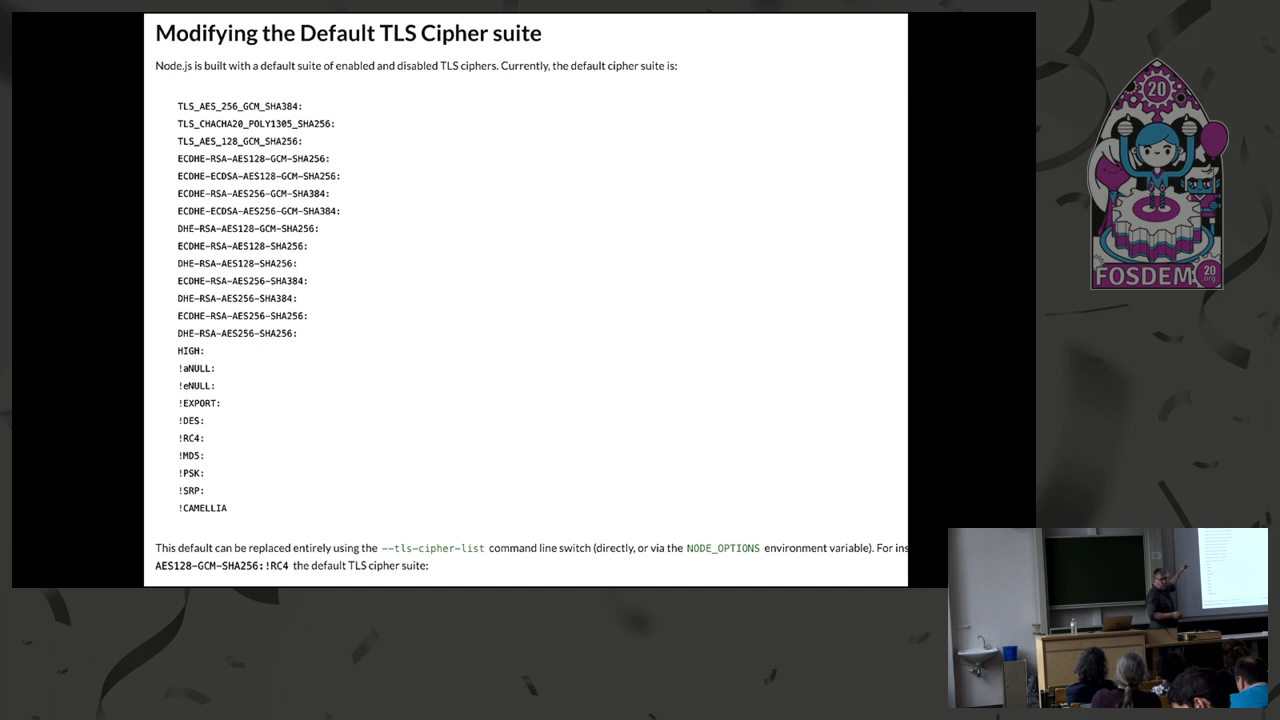 Modifying the Default TLS Cipher suite
Node.js is built with a default suite of enabled and disabled TLS ciphers. Currently, the default cipher suite is:
TLS_AES_256_GCM_SHA384:
TLS_CHACHA20_POLY1305_SHA256:
TLS_AES_128_GCM_SHA256:
ECDHE-RSA-AES128-GCM-SHA256:
ECDHE-ECDSA-AES128-GCM-SHA256:
ECDHE-RSA-AES256-GCM-SHA384:
ECDHE-ECDSA-AES256-GCM-SHA384:
DHE-RSA-AES128-GCM-SHA256:
ECDHE-RSA-AES128-SHA256:
DHE-RSA-AES128-SHA256:
ECDHE-RSA-AES256-SHA384:
DHE-RSA-AES256-SHA384:
ECDHE-RSA-AES256-SHA256:
DHE-RSA-AES256-SHA256:
HIGH:
!aNULL:
!eNULL:
!EXPORT:
!DES:
!RC4:
!MD5:
!PSK:
!SRP:
!CAMELLIA
This default can be replaced entirely using the --tls-cipher-list command line switch (directly, or via the NODE_OPTIONS environment variable). For ins
AES128-GCM-SHA256:!RC4 the default TLS cipher suite:
20
FOSDEM
20
.org